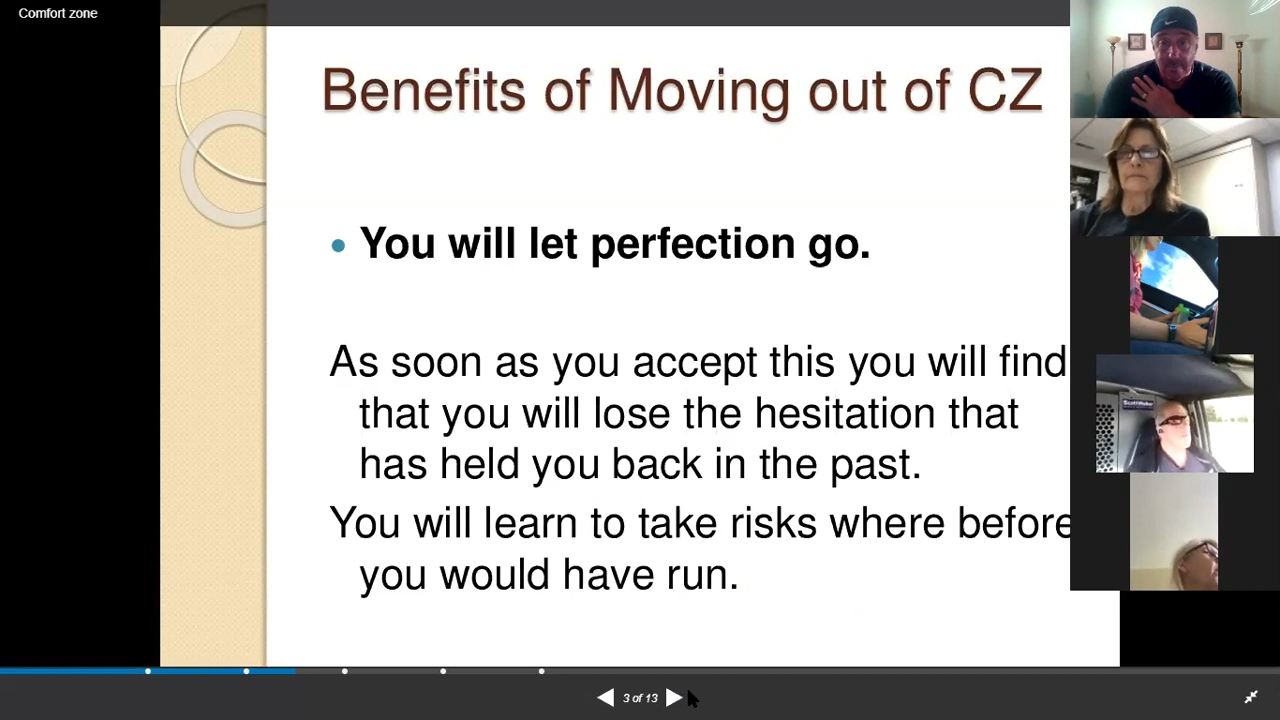 Comfort zone
Benefits of Moving out of CZ
You will let perfection go.
As soon as you accept this you will find
that you will lose the hesitation that
has held you back in the past.
You will learn to take risks where before
you would have run.
3 of 13